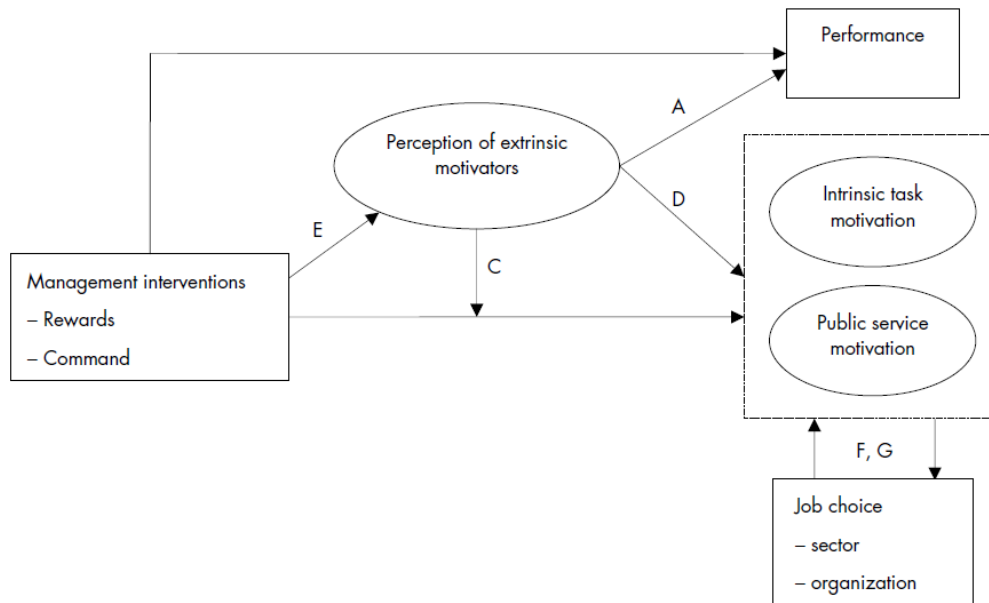 Performance
A
Perception of extrinsic
motivators
D
Intrinsic task
motivation
E
C
Management interventions
– Rewards
– Command
Public service
motivation
F, G
Job choice
– sector
– organization